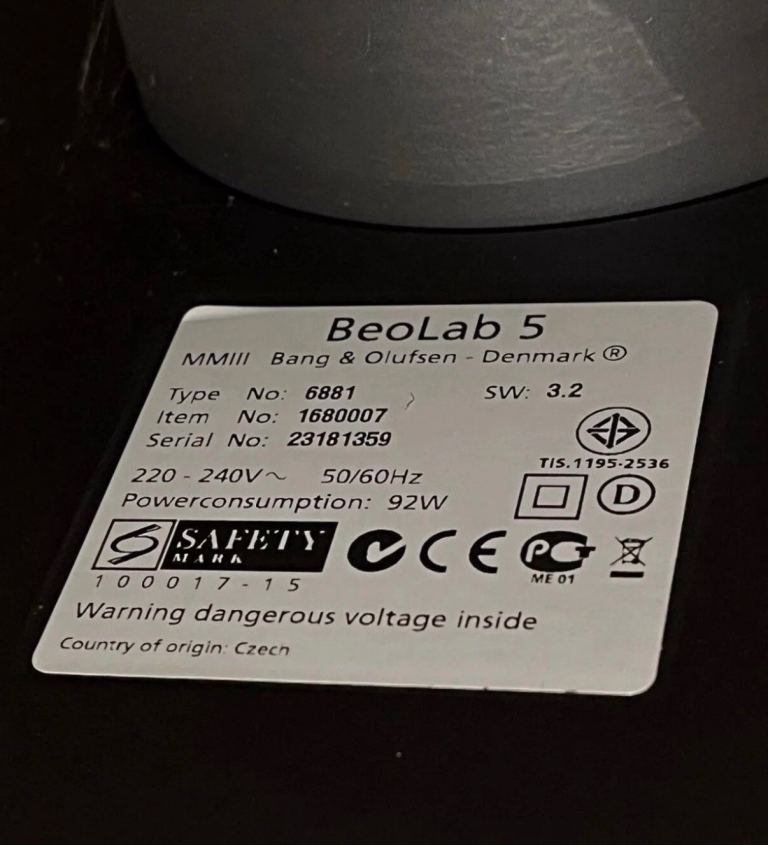 BeoLab 5
MMIII Bang & Olufsen - Denmark ®
Type No: 6881 SW: 3.2
Item No: 1680007
Serial No: 23181359
TIS.1195-2536
220 - 240V~ 50/60Hz
Powerconsumption: 92W
D
SAFETY
MARK
CE PCT
ME 01
100017-15
Warning dangerous voltage inside
Country of origin: Czech